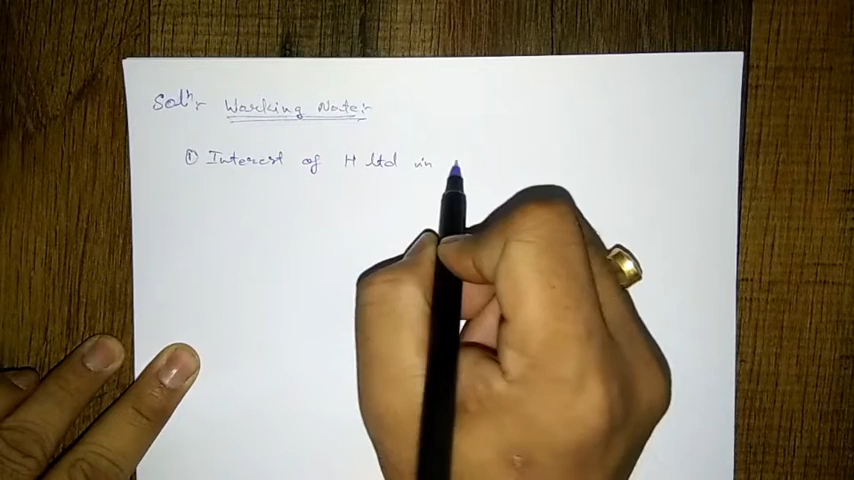 Solⁿ:- Working Note:-
① Interest of H Ltd in